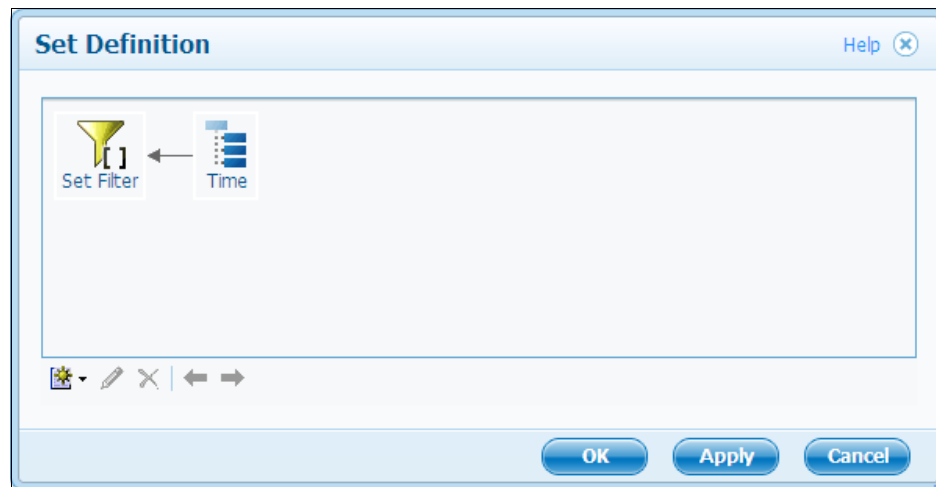 Set Definition
Help
Set Filter
Time
OK
Apply
Cancel